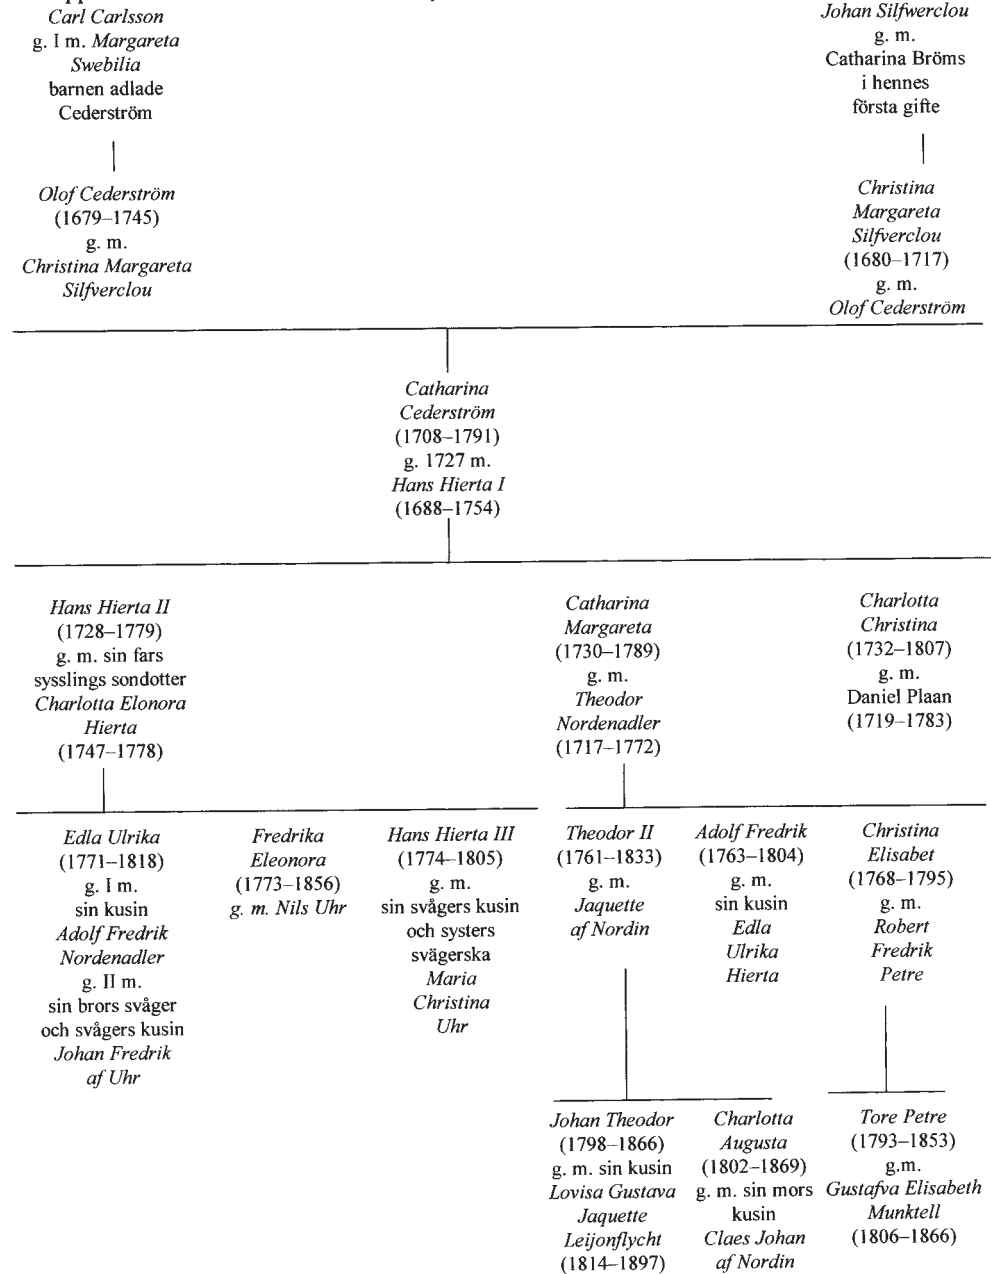 Carl Carlsson
g. I m. Margareta
Swebilia
barnen adlade
Cederström
Johan Silfwerclou
g. m.
Catharina Bröms
i hennes
första gifte
Olof Cederström
(1679–1745)
g. m.
Christina Margareta
Silfverclou
Christina
Margareta
Silfverclou
(1680–1717)
g. m.
Olof Cederström
Catharina
Cederström
(1708–1791)
g. 1727 m.
Hans Hierta I
(1688–1754)
Hans Hierta II
(1728–1779)
g. m. sin fars
sysslings sondotter
Charlotta Elonora
Hierta
(1747–1778)
Catharina
Margareta
(1730–1789)
g. m.
Theodor
Nordenadler
(1717–1772)
Charlotta
Christina
(1732–1807)
g. m.
Daniel Plaan
(1719–1783)
Edla Ulrika
(1771–1818)
g. I m.
sin kusin
Adolf Fredrik
Nordenadler
g. II m.
sin brors svåger
och svågers kusin
Johan Fredrik
af Uhr
Fredrika
Eleonora
(1773–1856)
g. m. Nils Uhr
Hans Hierta III
(1774–1805)
g. m.
sin svågers kusin
och systers
svägerska
Maria
Christina
Uhr
Theodor II
(1761–1833)
g. m.
Jaquette
af Nordin
Adolf Fredrik
(1763–1804)
g. m.
sin kusin
Edla
Ulrika
Hierta
Christina
Elisabet
(1768–1795)
g. m.
Robert
Fredrik
Petre
Johan Theodor
(1798–1866)
g. m. sin kusin
Lovisa Gustava
Jaquette
Leijonflycht
(1814–1897)
Charlotta
Augusta
(1802–1869)
g. m. sin mors
kusin
Claes Johan
af Nordin
Tore Petre
(1793–1853)
g.m.
Gustafva Elisabeth
Munktell
(1806–1866)